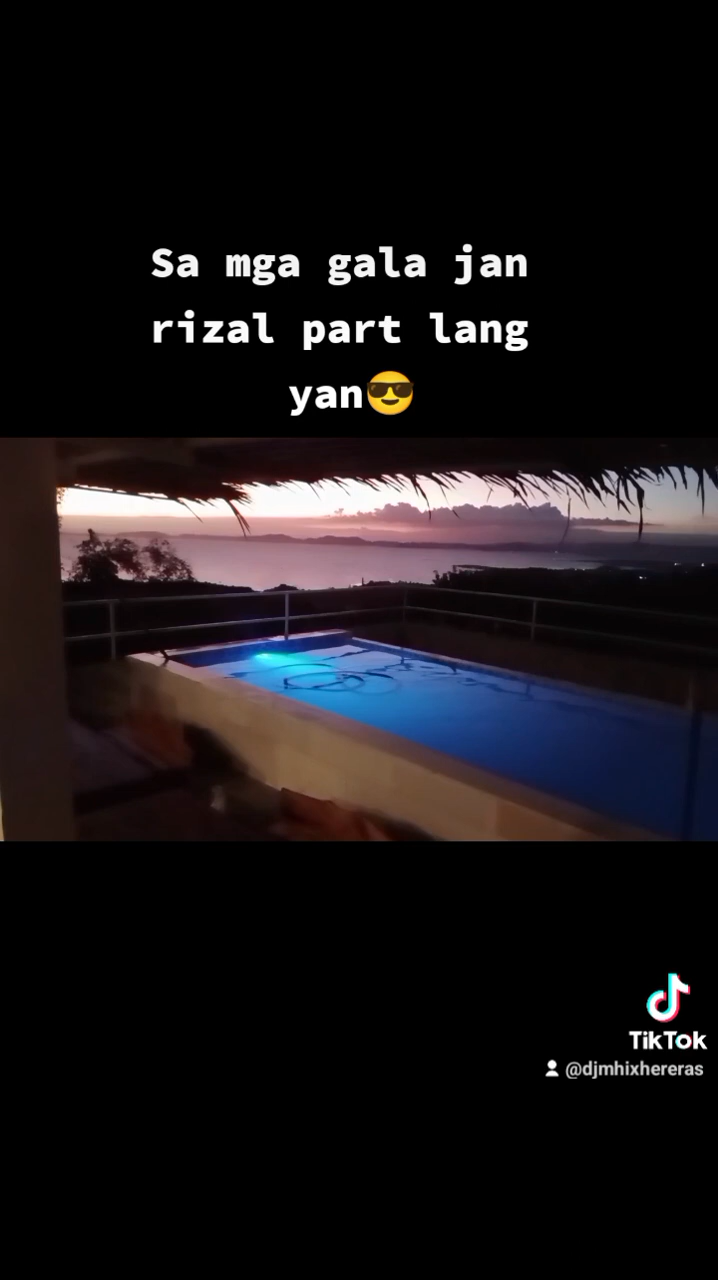 Sa mga gala jan
rizal part lang
yan😎
TikTok
@djmhixhereras